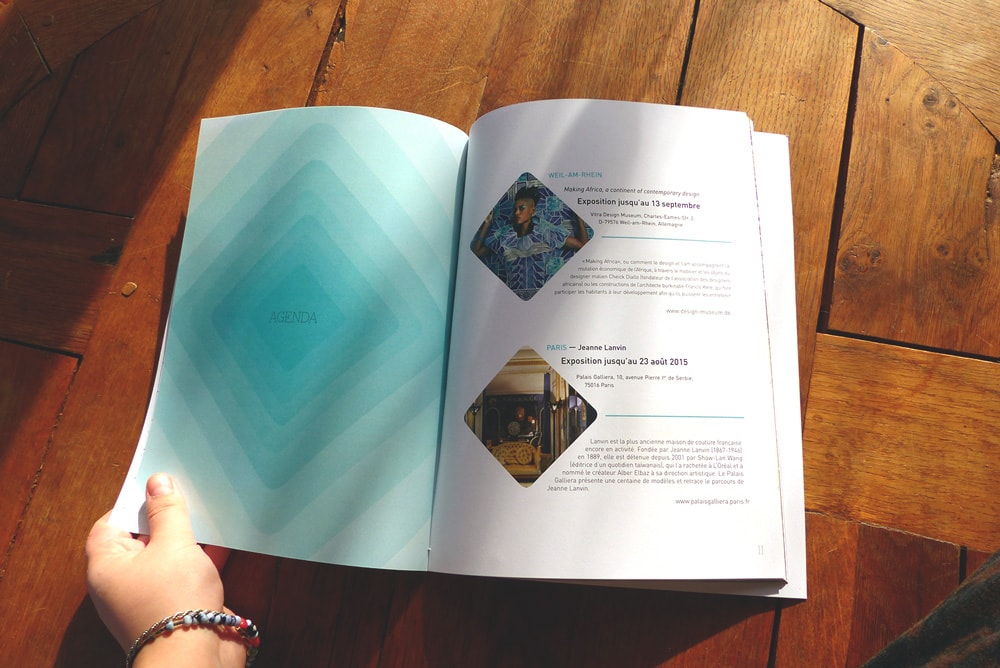 AGENDA
WEIL-AM-RHEIN
Making Africa, a continent of contemporary design
Exposition jusqu'au 13 septembre
Vitra Design Museum, Charles-Eames-Str. 2,
D-79576 Weil-am-Rhein, Allemagne
«Making Africa», ou comment le design et l'art accompagnent la
mutation économique de l'Afrique, à travers le mobilier et les objets du
designer malien Cheick Diallo (fondateur de l'association des designers
africains) ou les constructions de l'architecte burkinabé Francis Kéré, qui fait
participer les habitants à leur développement afin qu'ils puissent les entretenir
www.design-museum.de
PARIS — Jeanne Lanvin
Exposition jusqu'au 23 août 2015
Palais Galliera, 10, avenue Pierre Iᵉʳ de Serbie,
75016 Paris
Lanvin est la plus ancienne maison de couture française
encore en activité. Fondée par Jeanne Lanvin (1867-1946)
en 1889, elle est détenue depuis 2001 par Shaw-Lan Wang
(éditrice d'un quotidien taïwanais), qui l'a rachetée à L'Oréal et a
nommé le créateur Alber Elbaz à sa direction artistique. Le Palais
Galliera présente une centaine de modèles et retrace le parcours de
Jeanne Lanvin.
www.palaisgalliera.paris.fr
11